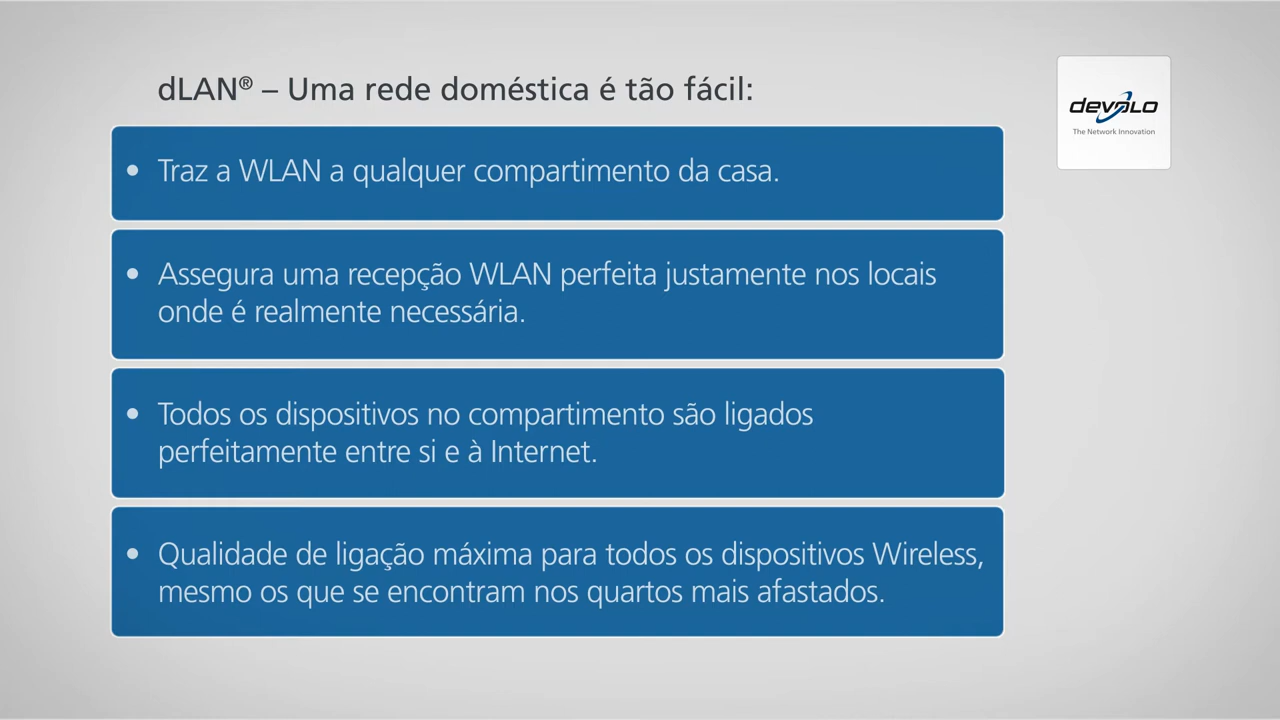 dLAN® – Uma rede doméstica é tão fácil:
devolo
The Network Innovation
• Traz a WLAN a qualquer compartimento da casa.
• Assegura uma recepção WLAN perfeita justamente nos locais
onde é realmente necessária.
• Todos os dispositivos no compartimento são ligados
perfeitamente entre si e à Internet.
• Qualidade de ligação máxima para todos os dispositivos Wireless,
mesmo os que se encontram nos quartos mais afastados.